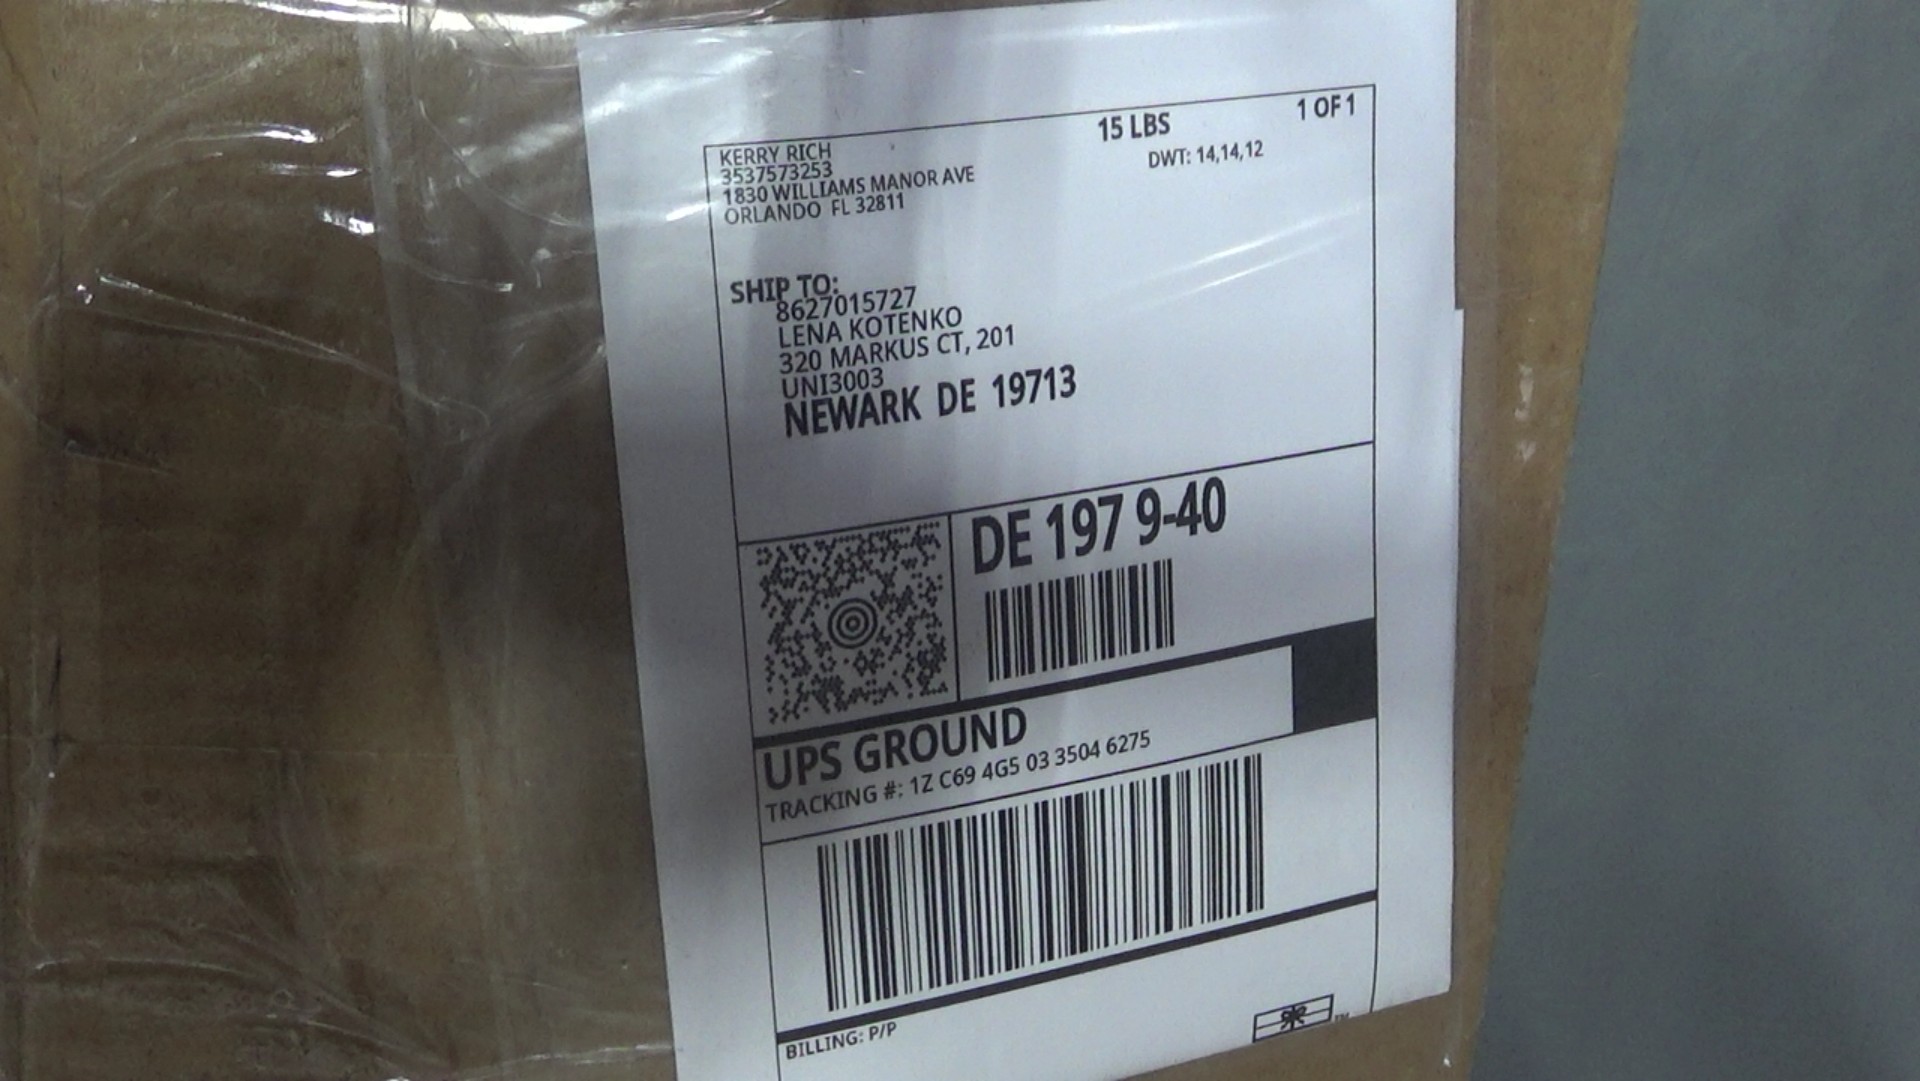 15 LBS
1 OF 1
DWT: 14,14,12
KERRY RICH
3537573253
1830 WILLIAMS MANOR AVE
ORLANDO FL 32811
SHIP TO:
8627015727
LENA KOTENKO
320 MARKUS CT, 201
UNI3003
NEWARK DE 19713
DE 197 9-40
UPS GROUND
TRACKING #: 1Z C69 4G5 03 3504 6275
BILLING: P/P
TM